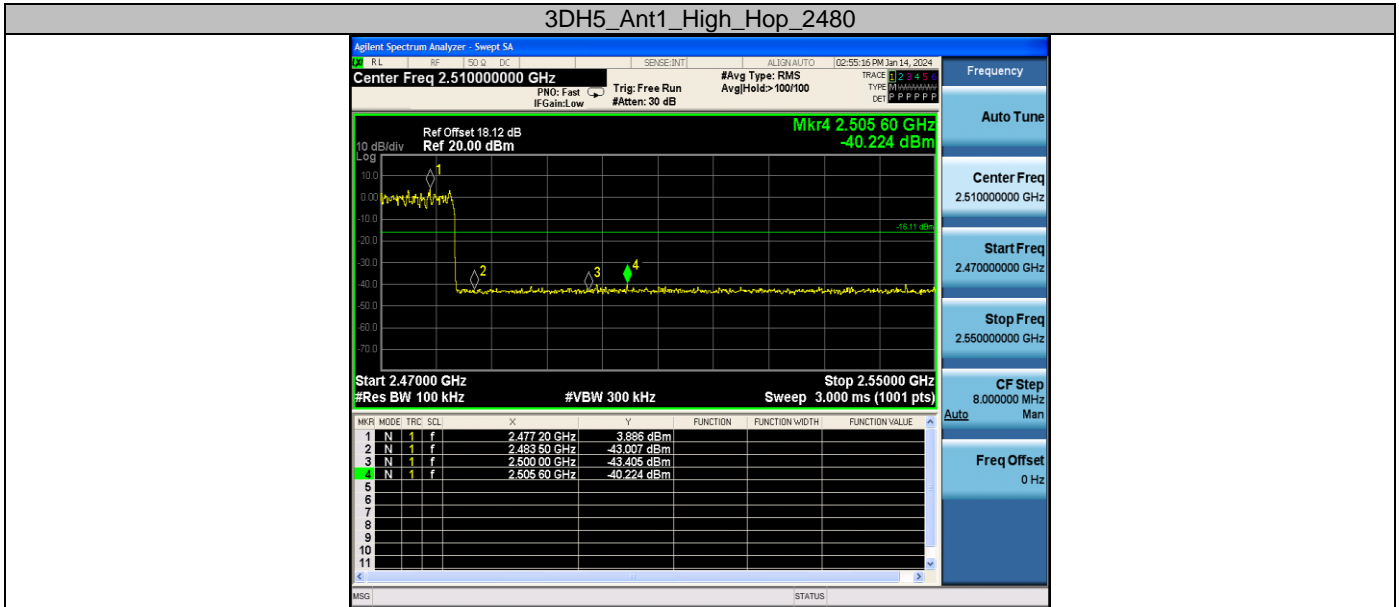 3DH5_Ant1_High_Hop_2480
Agilent Spectrum Analyzer - Swept SA
RL RF 50 Ω DC SENSE:INT ALIGNAUTO 02:55:16 PM Jan 14, 2024
Center Freq 2.510000000 GHz
PNO: Fast
IFGain:Low
Trig: Free Run
#Atten: 30 dB
#Avg Type: RMS
Avg|Hold:>100/100
TRACE 1 2 3 4 5 6
TYPE M
DET P P P P P P
Mkr4 2.505 60 GHz
-40.224 dBm
Ref Offset 18.12 dB
10 dB/div Ref 20.00 dBm
Log
10.0
0.00
-10.0
-20.0
-30.0
-40.0
-50.0
-60.0
-70.0
1
2
3
4
-16.11 dBm
Start 2.47000 GHz Stop 2.55000 GHz
#Res BW 100 kHz #VBW 300 kHz Sweep 3.000 ms (1001 pts)
MKR MODE TRC SCL X Y FUNCTION FUNCTION WIDTH FUNCTION VALUE
1 N 1 f 2.477 20 GHz 3.886 dBm
2 N 1 f 2.483 50 GHz -43.007 dBm
3 N 1 f 2.500 00 GHz -43.405 dBm
4 N 1 f 2.505 60 GHz -40.224 dBm
5
6
7
8
9
10
11
MSG STATUS
Frequency
Auto Tune
Center Freq
2.510000000 GHz
Start Freq
2.470000000 GHz
Stop Freq
2.550000000 GHz
CF Step
8.000000 MHz
Auto Man
Freq Offset
0 Hz